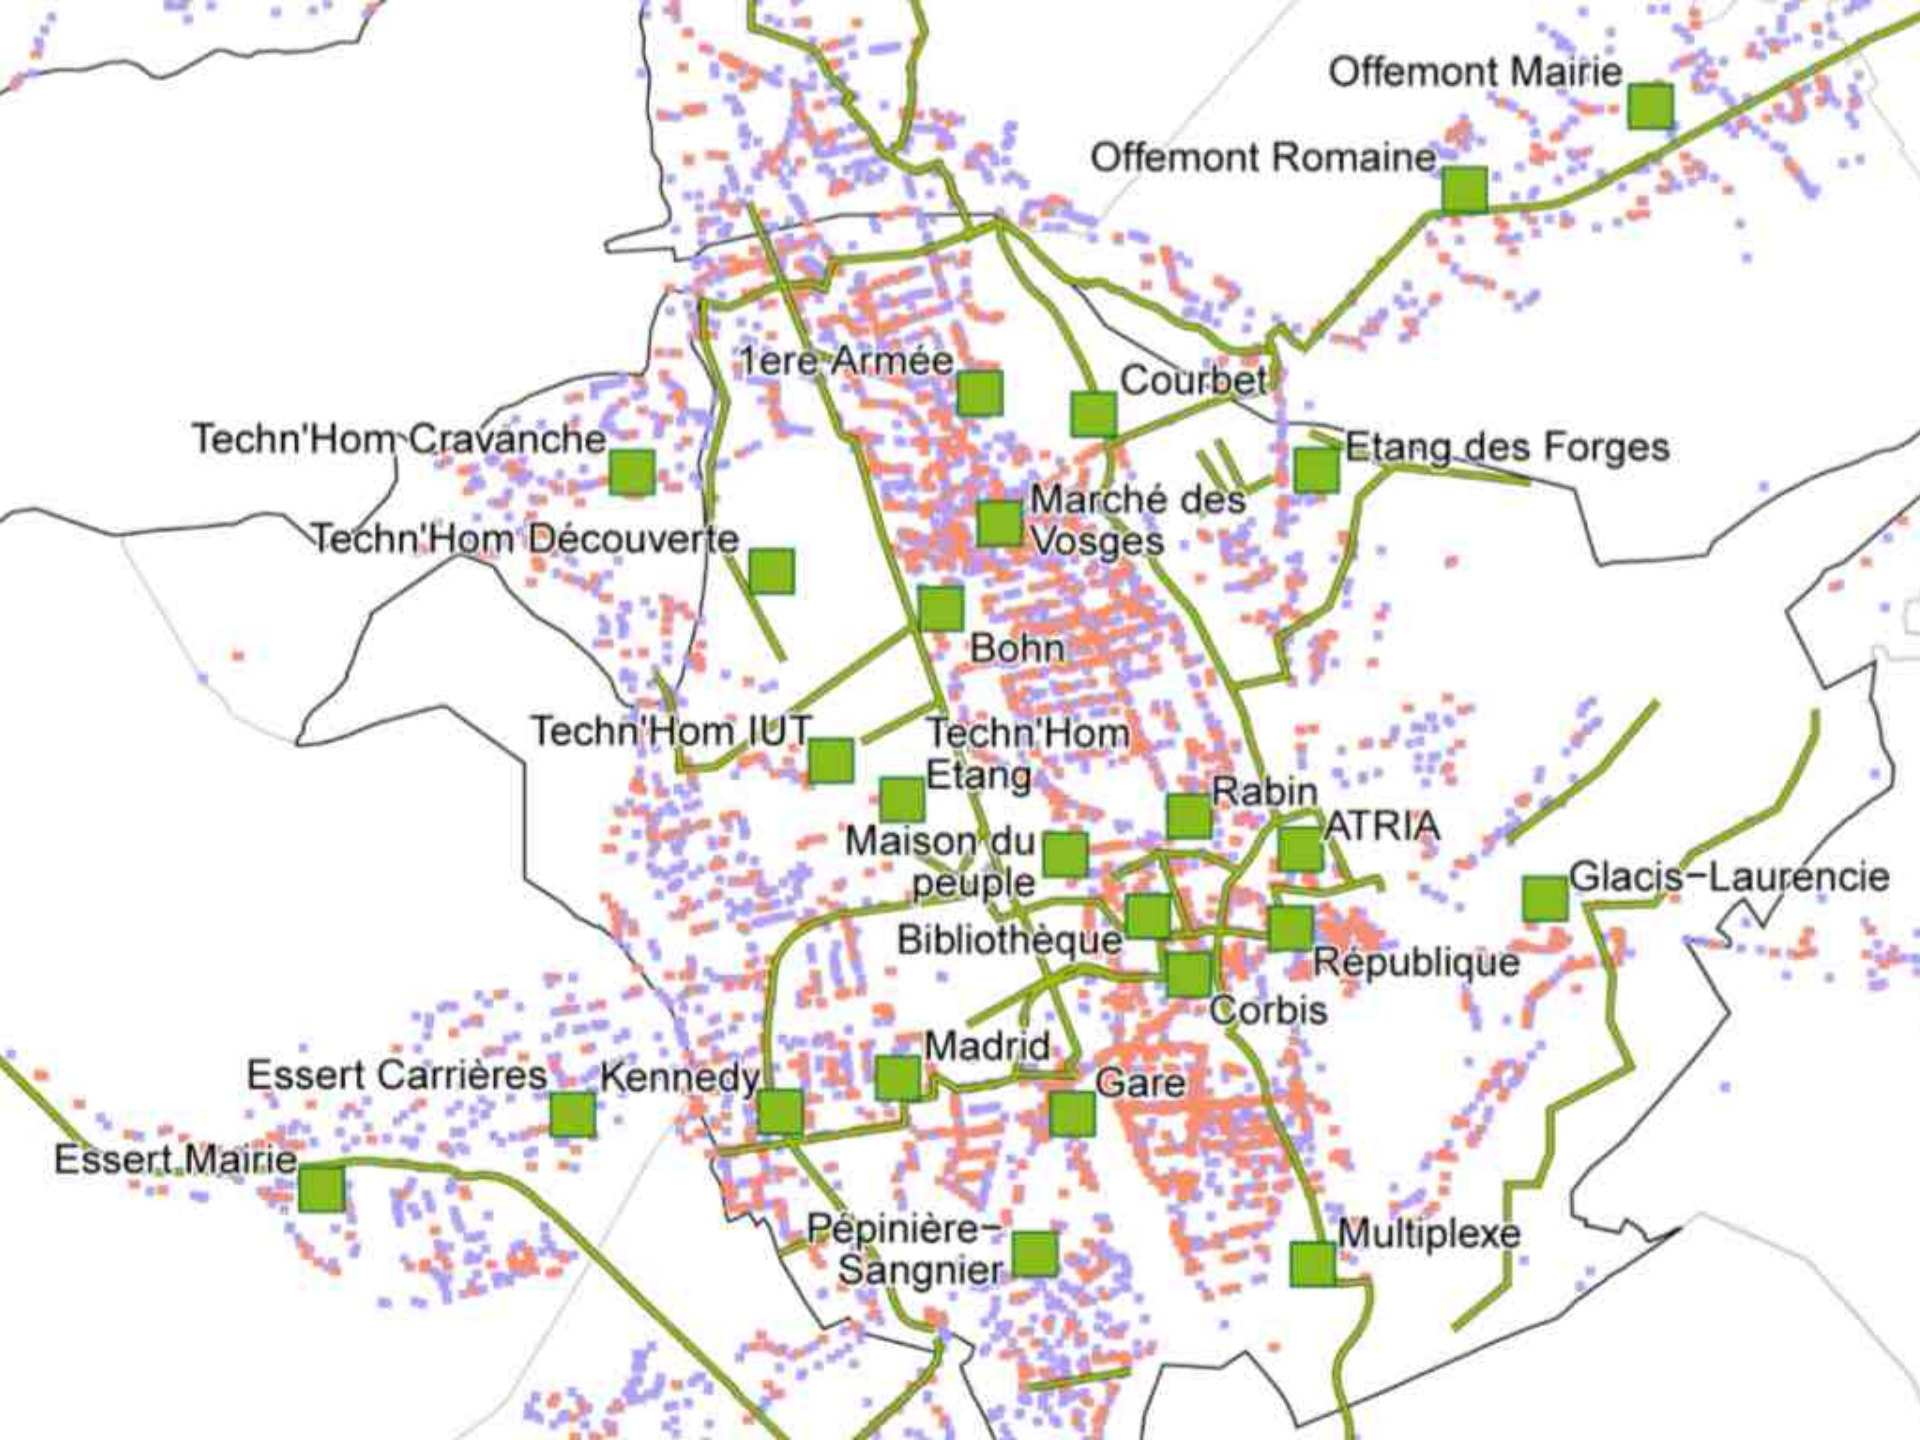 Offemont Mairie
Offemont Romaine
1ere Armée
Courbet
Techn'Hom Cravanche
Etang des Forges
Marché des
Vosges
Techn'Hom Découverte
Bohn
Techn'Hom IUT
Techn'Hom
Etang
Rabin
ATRIA
Maison du
peuple
Glacis-Laurencie
Bibliothèque
République
Corbis
Madrid
Essert Carrières
Kennedy
Gare
Essert Mairie
Pépinière-
Sangnier
Multiplexe